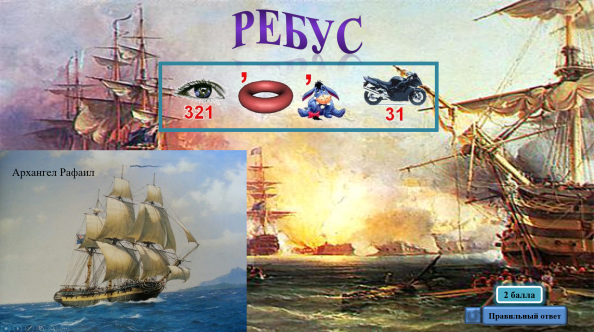 РЕБУС
, ,
321 31
Архангел Рафаил
2 балла
Правильный ответ